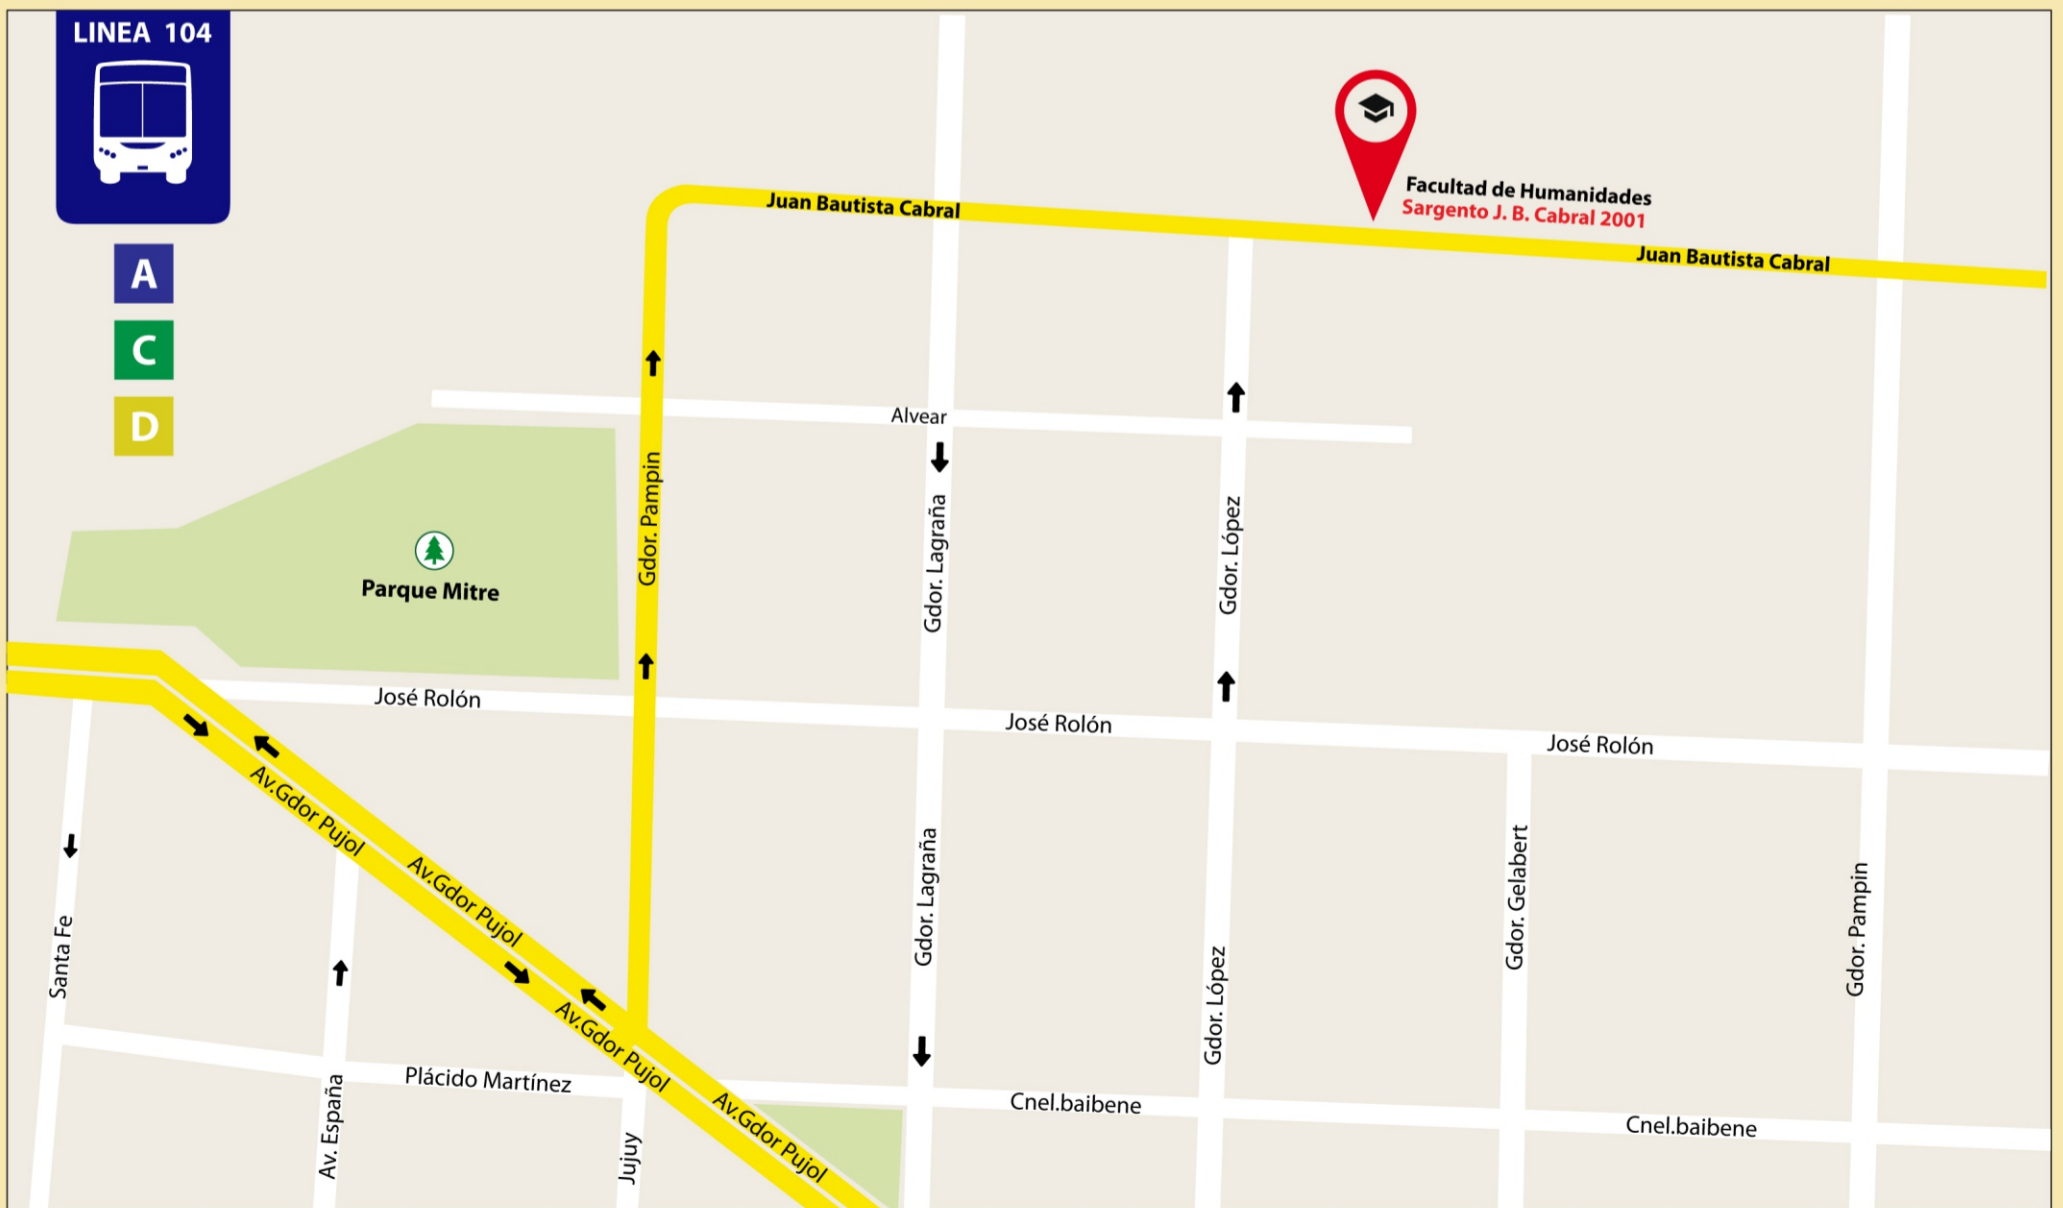 LINEA 104
A
C
D
Juan Bautista Cabral
Facultad de Humanidades
Sargento J. B. Cabral 2001
Juan Bautista Cabral
Alvear
Gdor. Pampin
Gdor. Lagraña
Gdor. López
Parque Mitre
José Rolón
José Rolón
José Rolón
Av.Gdor Pujol
Av.Gdor Pujol
Gdor. Lagraña
Gdor. Gelabert
Gdor. Pampin
Santa Fe
Gdor. López
Av.Gdor Pujol
Plácido Martínez
Av.Gdor Pujol
Cnel.baibene
Cnel.baibene
Av. España
Jujuy